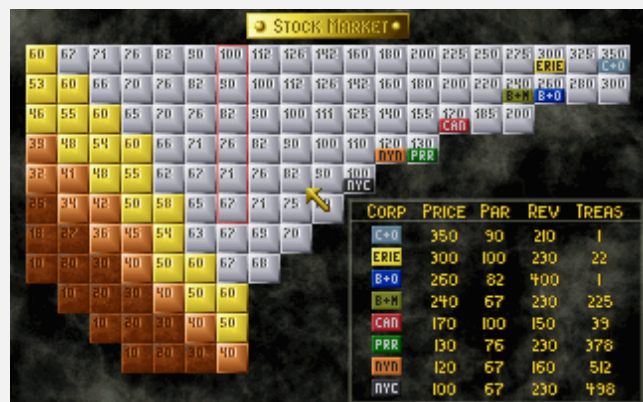 STOCK MARKET
60 67 71 76 82 90 100 112 126 142 160 180 200 225 250 275 300 325 350
ERIE C+O
53 60 66 70 76 82 90 100 112 126 142 160 180 200 220 240 260 280 300
B+M B+O
46 55 60 65 70 76 82 90 100 111 125 140 155 170 185 200
CAN
39 48 54 60 66 71 76 82 90 100 110 120 130
NYN PRR
32 41 48 55 62 67 71 76 82 90 100
NYC
25 34 42 50 58 65 67 71 75
18 27 36 45 54 63 67 69 70
10 20 30 40 50 60 67 68
10 20 30 40 50 60
10 20 30 40 50
10 20 30 40
CORP PRICE PAR REV TREAS
C+O 350 90 210 1
ERIE 300 100 230 22
B+O 260 82 400 1
B+M 240 67 230 225
CAN 170 100 150 39
PRR 130 76 230 378
NYN 120 67 160 512
NYC 100 67 230 498